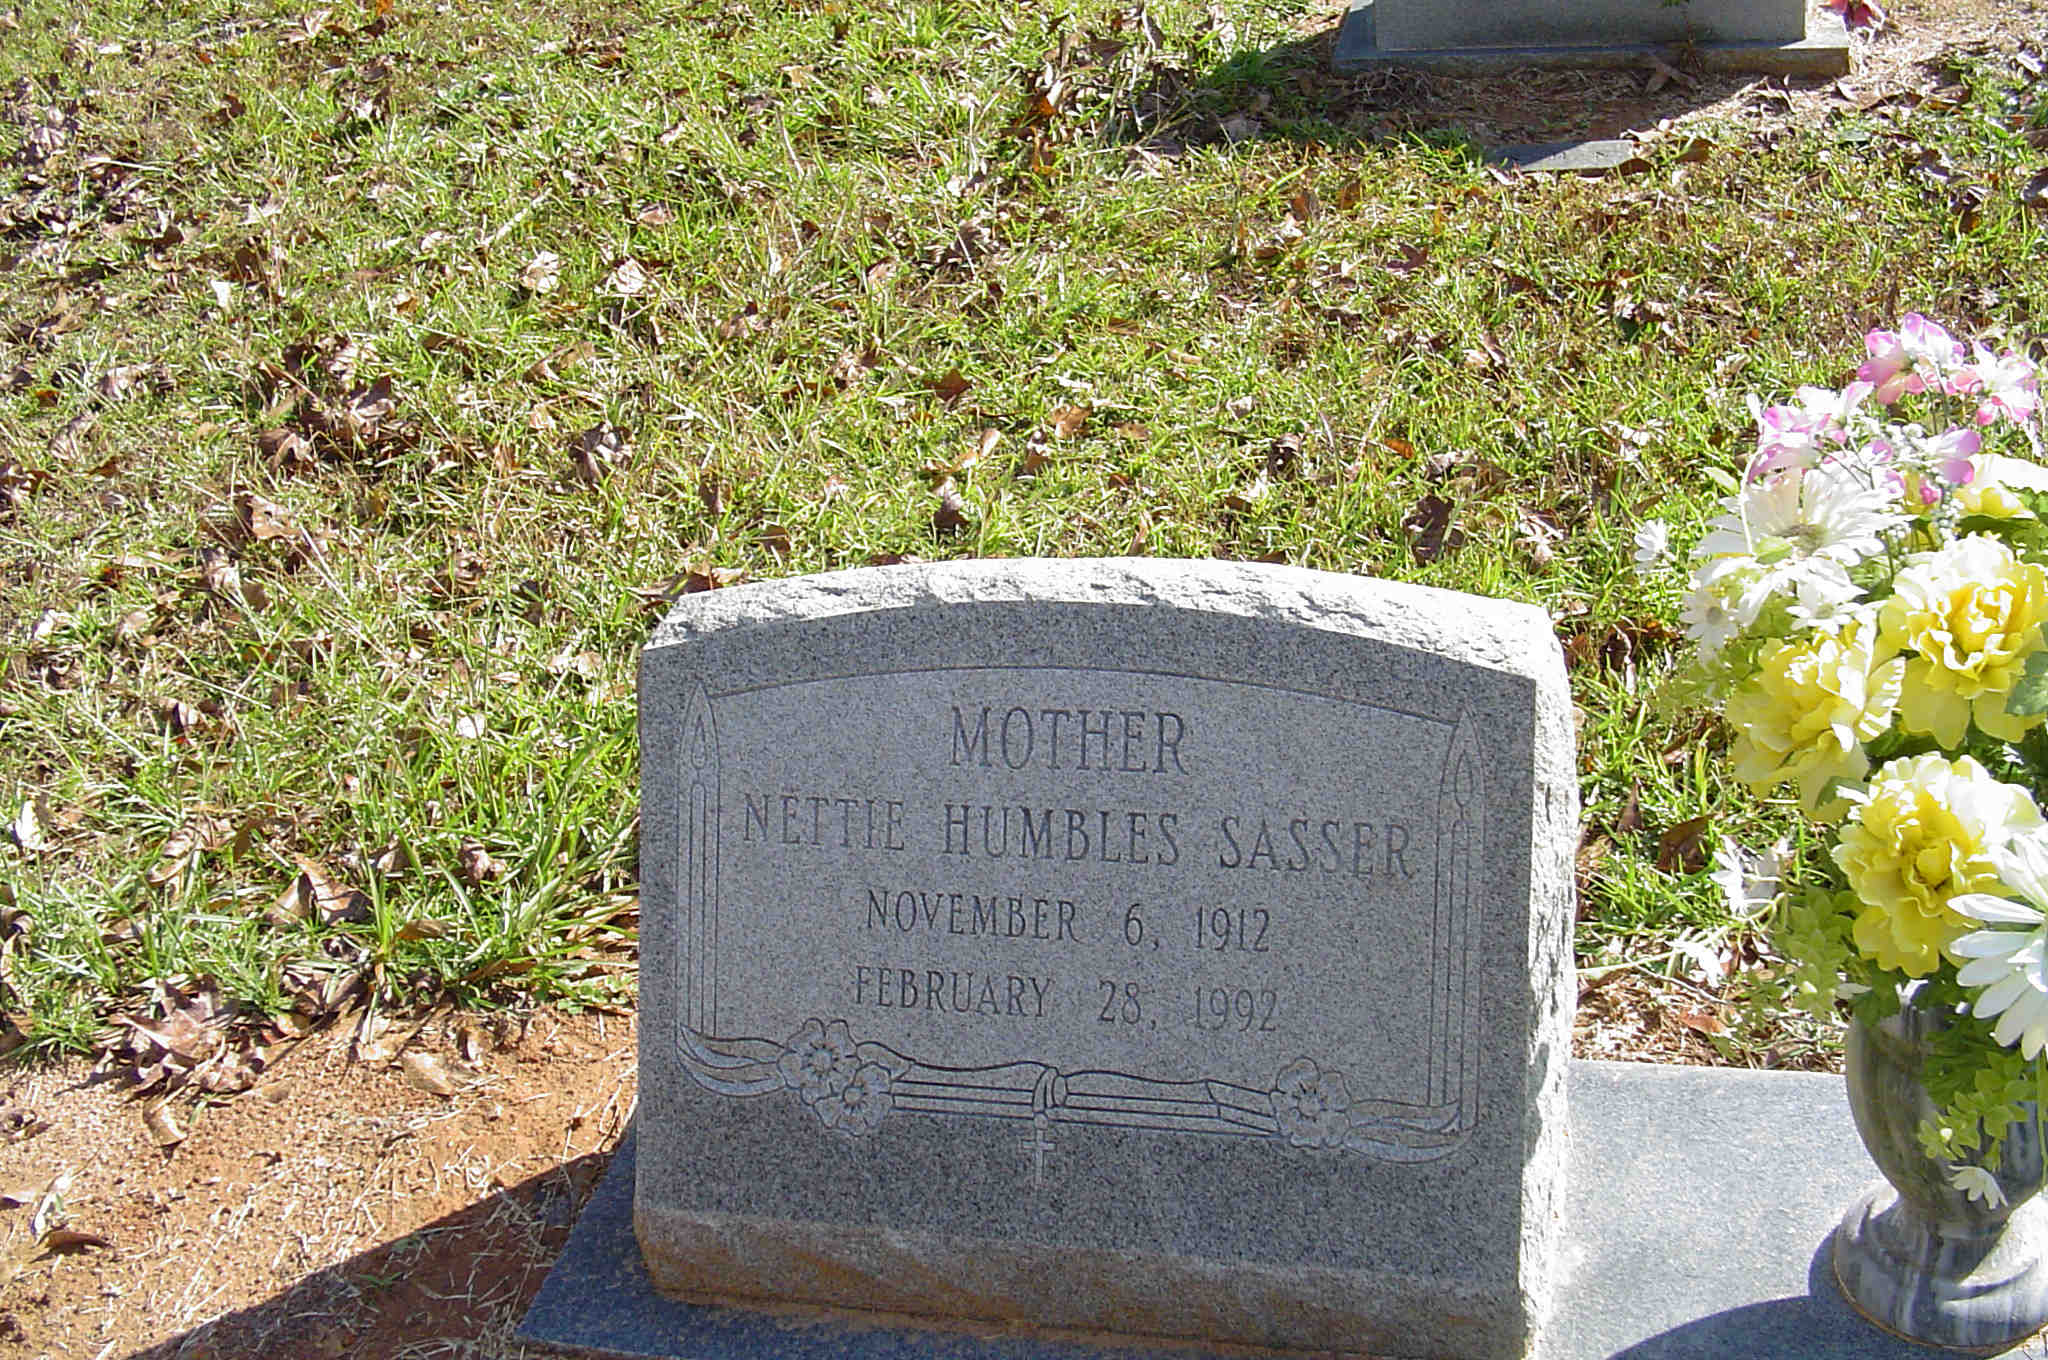 MOTHER
NETTIE HUMBLES SASSER
NOVEMBER 6, 1912
FEBRUARY 28, 1992